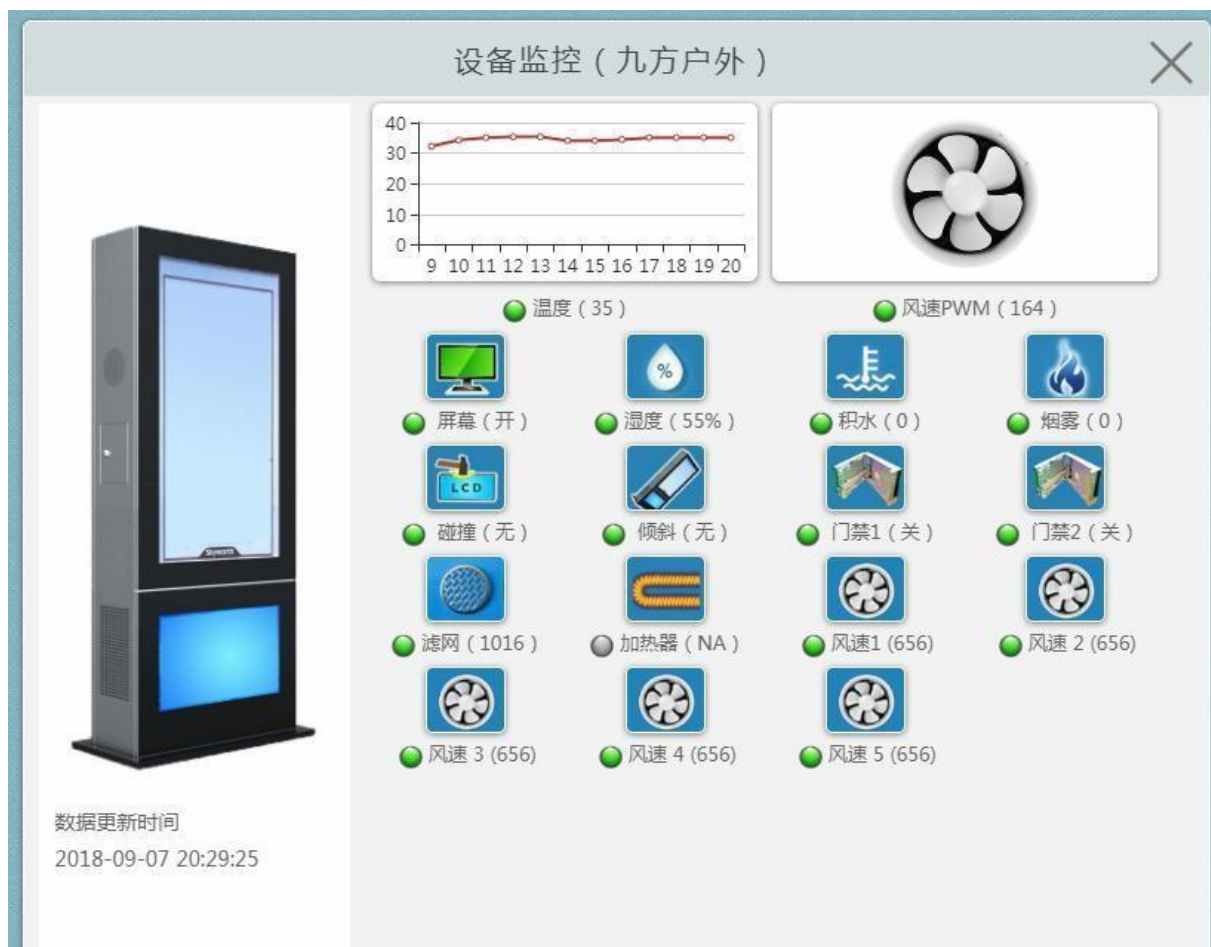 设备监控（九方户外）
40
30
20
10
0
9 10 11 12 13 14 15 16 17 18 19 20
温度（35）
风速PWM（164）
%
屏幕（开）
湿度（55%）
积水（0）
烟雾（0）
LCD
碰撞（无）
倾斜（无）
门禁1（关）
门禁2（关）
滤网（1016）
加热器（NA）
风速1 (656)
风速 2 (656)
风速 3 (656)
风速 4 (656)
风速 5 (656)
Skyworth
数据更新时间
2018-09-07 20:29:25